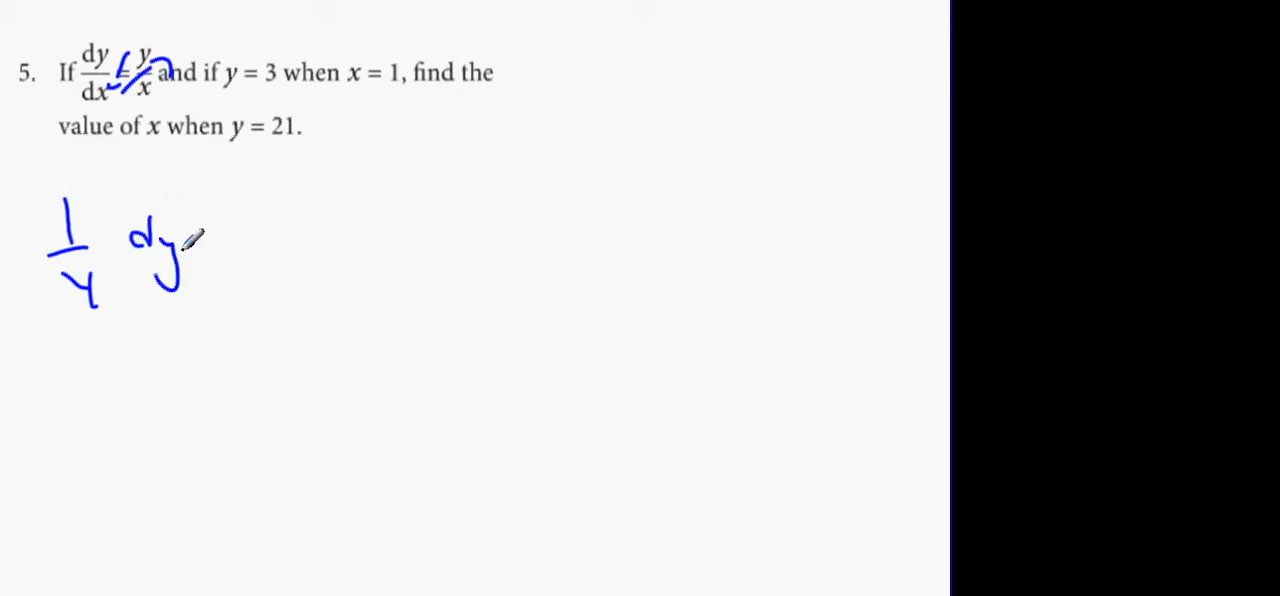 5. If dy/dx = y/x and if y = 3 when x = 1, find the
value of x when y = 21.
1/y dy